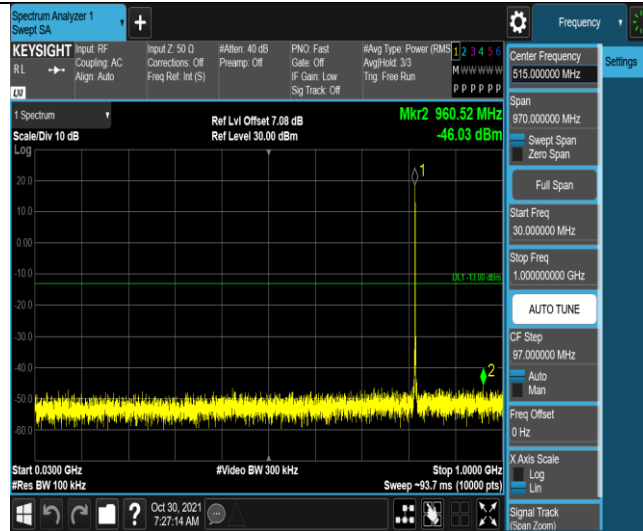 Spectrum Analyzer 1
Swept SA
+
Frequency
KEYSIGHT
RL
LXI
Input: RF
Coupling: AC
Align: Auto
Input Z: 50 Ω
Corrections: Off
Freq Ref: Int (S)
#Atten: 40 dB
Preamp: Off
PNO: Fast
Gate: Off
IF Gain: Low
Sig Track: Off
#Avg Type: Power (RMS
Avg|Hold: 3/3
Trig: Free Run
1 2 3 4 5 6
M W W W W W
P P P P P P
Center Frequency
515.000000 MHz
Settings
Span
970.000000 MHz
Swept Span
Zero Span
Full Span
Start Freq
30.000000 MHz
Stop Freq
1.000000000 GHz
AUTO TUNE
CF Step
97.000000 MHz
Auto
Man
Freq Offset
0 Hz
X Axis Scale
Log
Lin
Signal Track
(Span Zoom)
1 Spectrum
Scale/Div 10 dB
Log
Ref Lvl Offset 7.08 dB
Ref Level 30.00 dBm
Mkr2 960.52 MHz
-46.03 dBm
1
20.0
10.0
0.00
-10.0
DL1 -13.00 dBm
-20.0
-30.0
-40.0
2
-50.0
-60.0
Start 0.0300 GHz
#Res BW 100 kHz
#Video BW 300 kHz
Stop 1.0000 GHz
Sweep ~93.7 ms (10000 pts)
?
Oct 30, 2021
7:27:14 AM